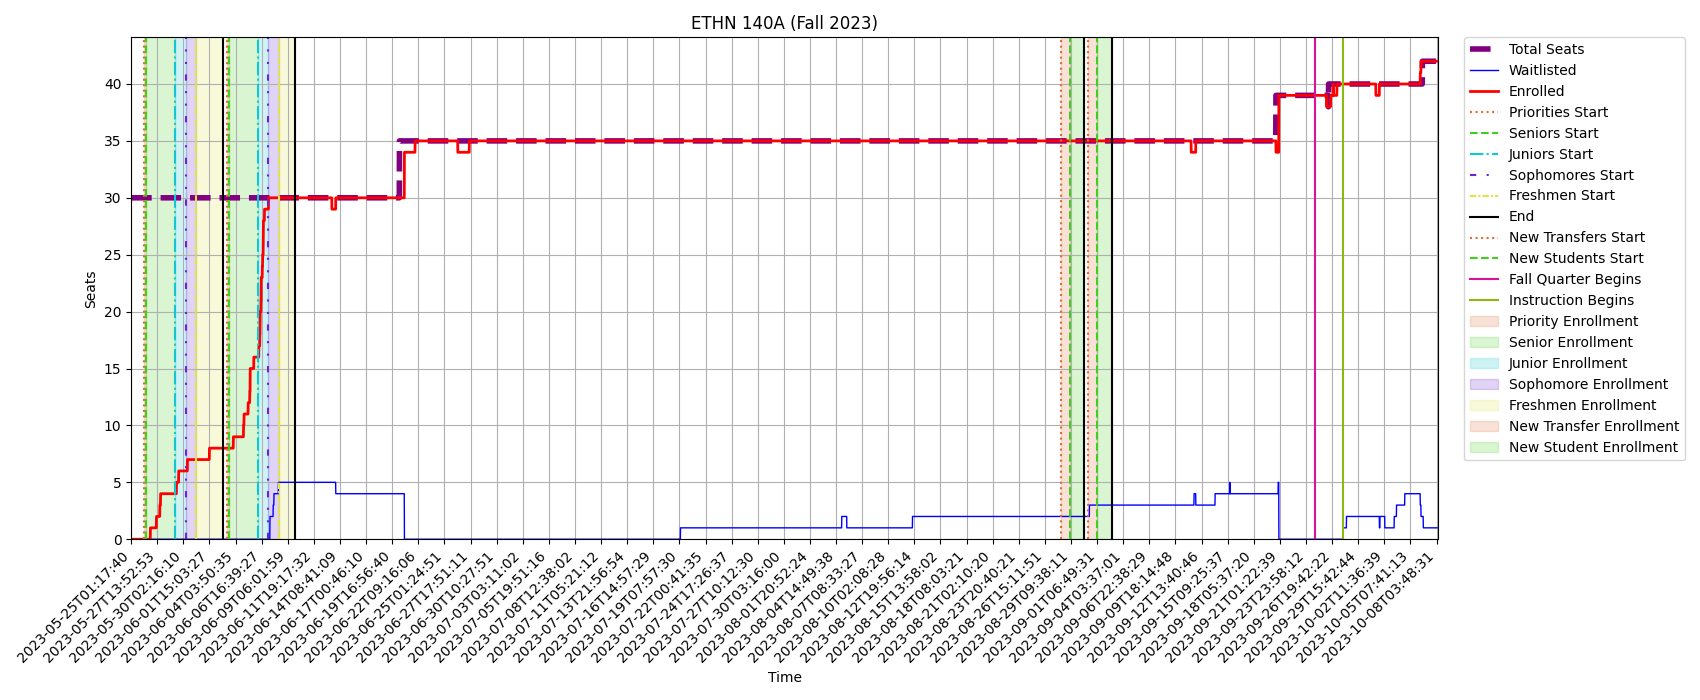 ETHN 140A (Fall 2023)
Seats
40
35
30
25
20
15
10
5
0
2023-05-25T01:17:40
2023-05-27T13:52:53
2023-05-30T02:16:10
2023-06-01T15:03:27
2023-06-04T03:50:35
2023-06-06T16:39:27
2023-06-09T06:01:59
2023-06-11T19:17:32
2023-06-14T08:41:09
2023-06-17T00:46:10
2023-06-19T16:56:40
2023-06-22T09:16:06
2023-06-25T01:24:51
2023-06-27T17:51:11
2023-06-30T10:27:51
2023-07-03T03:11:02
2023-07-05T19:51:16
2023-07-08T12:38:02
2023-07-11T05:21:12
2023-07-13T21:56:54
2023-07-16T14:57:29
2023-07-19T07:57:30
2023-07-22T00:41:35
2023-07-24T17:26:37
2023-07-27T10:12:30
2023-07-30T03:16:00
2023-08-01T20:52:24
2023-08-04T14:49:38
2023-08-07T08:33:27
2023-08-10T02:08:28
2023-08-12T19:56:14
2023-08-15T13:58:02
2023-08-18T08:03:21
2023-08-21T02:10:20
2023-08-23T20:40:21
2023-08-26T15:11:51
2023-08-29T09:38:11
2023-09-01T06:49:31
2023-09-04T03:37:01
2023-09-06T22:38:29
2023-09-09T18:14:48
2023-09-12T13:40:46
2023-09-15T09:25:37
2023-09-18T05:37:20
2023-09-21T01:22:39
2023-09-23T23:58:12
2023-09-26T19:42:22
2023-09-29T15:42:44
2023-10-02T11:36:39
2023-10-05T07:41:13
2023-10-08T03:48:31
Time
Total Seats
Waitlisted
Enrolled
Priorities Start
Seniors Start
Juniors Start
Sophomores Start
Freshmen Start
End
New Transfers Start
New Students Start
Fall Quarter Begins
Instruction Begins
Priority Enrollment
Senior Enrollment
Junior Enrollment
Sophomore Enrollment
Freshmen Enrollment
New Transfer Enrollment
New Student Enrollment